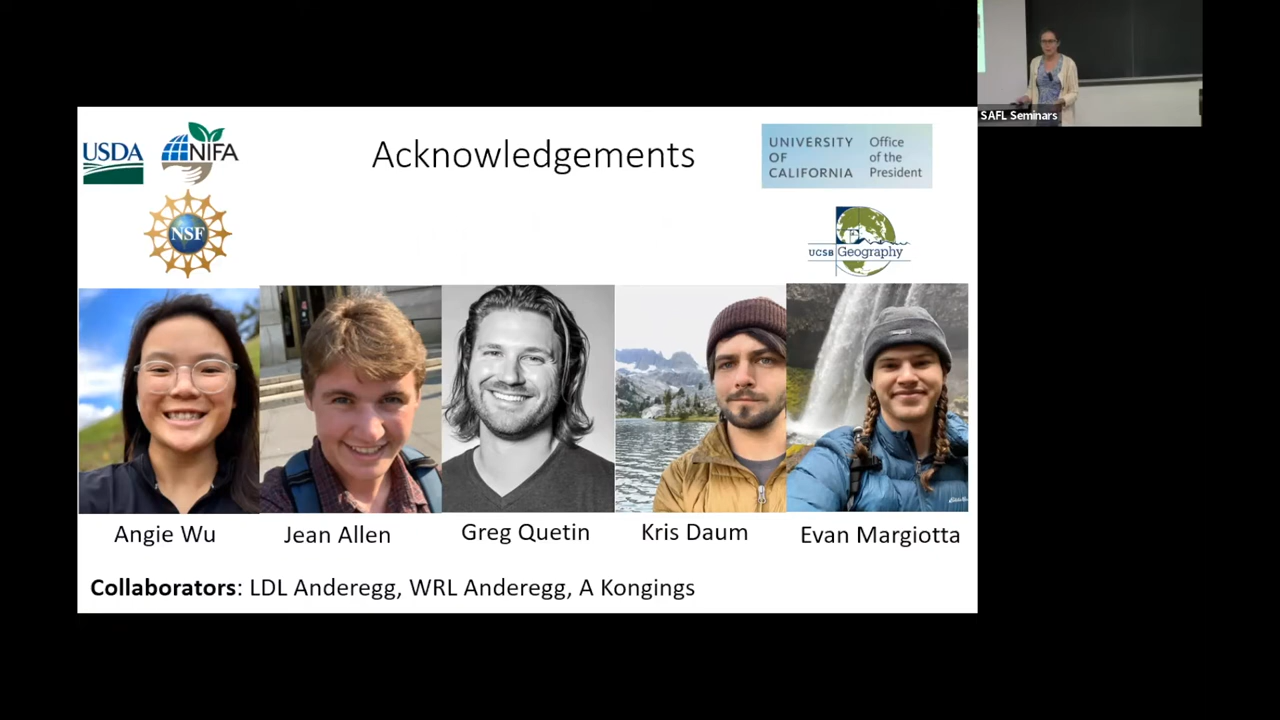 USDA
NIFA
NSF
Acknowledgements
UNIVERSITY
OF
CALIFORNIA
Office
of the
President
UCSB Geography
SAFL Seminars
Angie Wu
Jean Allen
Greg Quetin
Kris Daum
Evan Margiotta
Collaborators: LDL Anderegg, WRL Anderegg, A Kongings